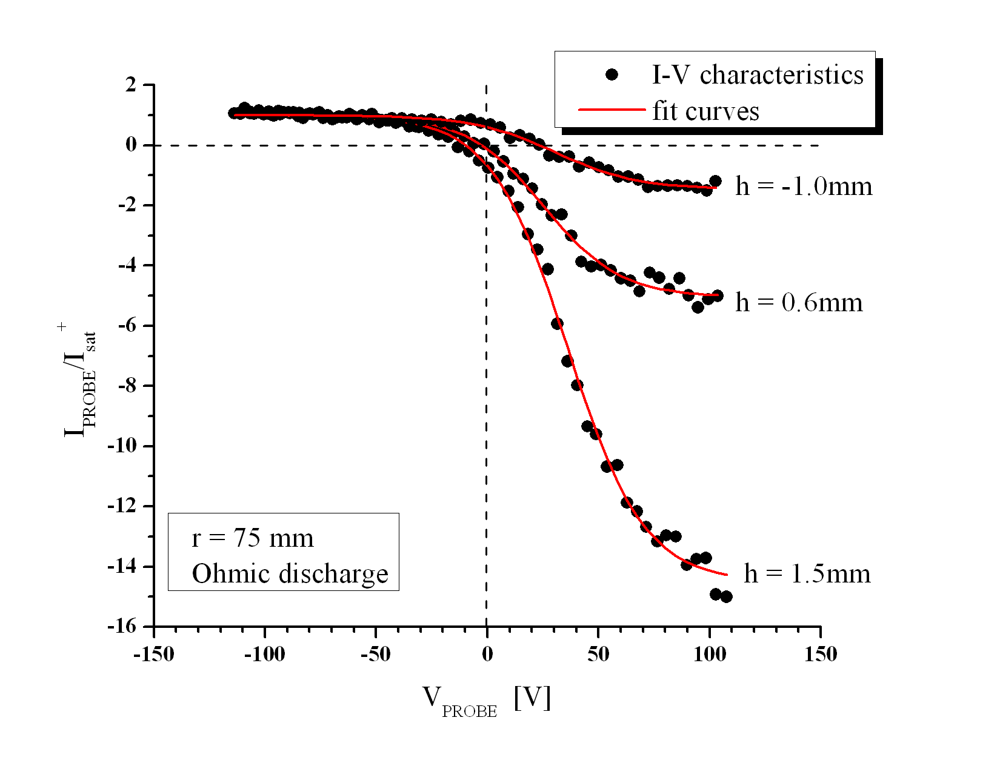 I-V characteristics
fit curves
2
0
-2
-4
-6
-8
-10
-12
-14
-16
I_PROBE/I_sat^+
h = -1.0mm
h = 0.6mm
h = 1.5mm
r = 75 mm
Ohmic discharge
-150 -100 -50 0 50 100 150
V_PROBE [V]